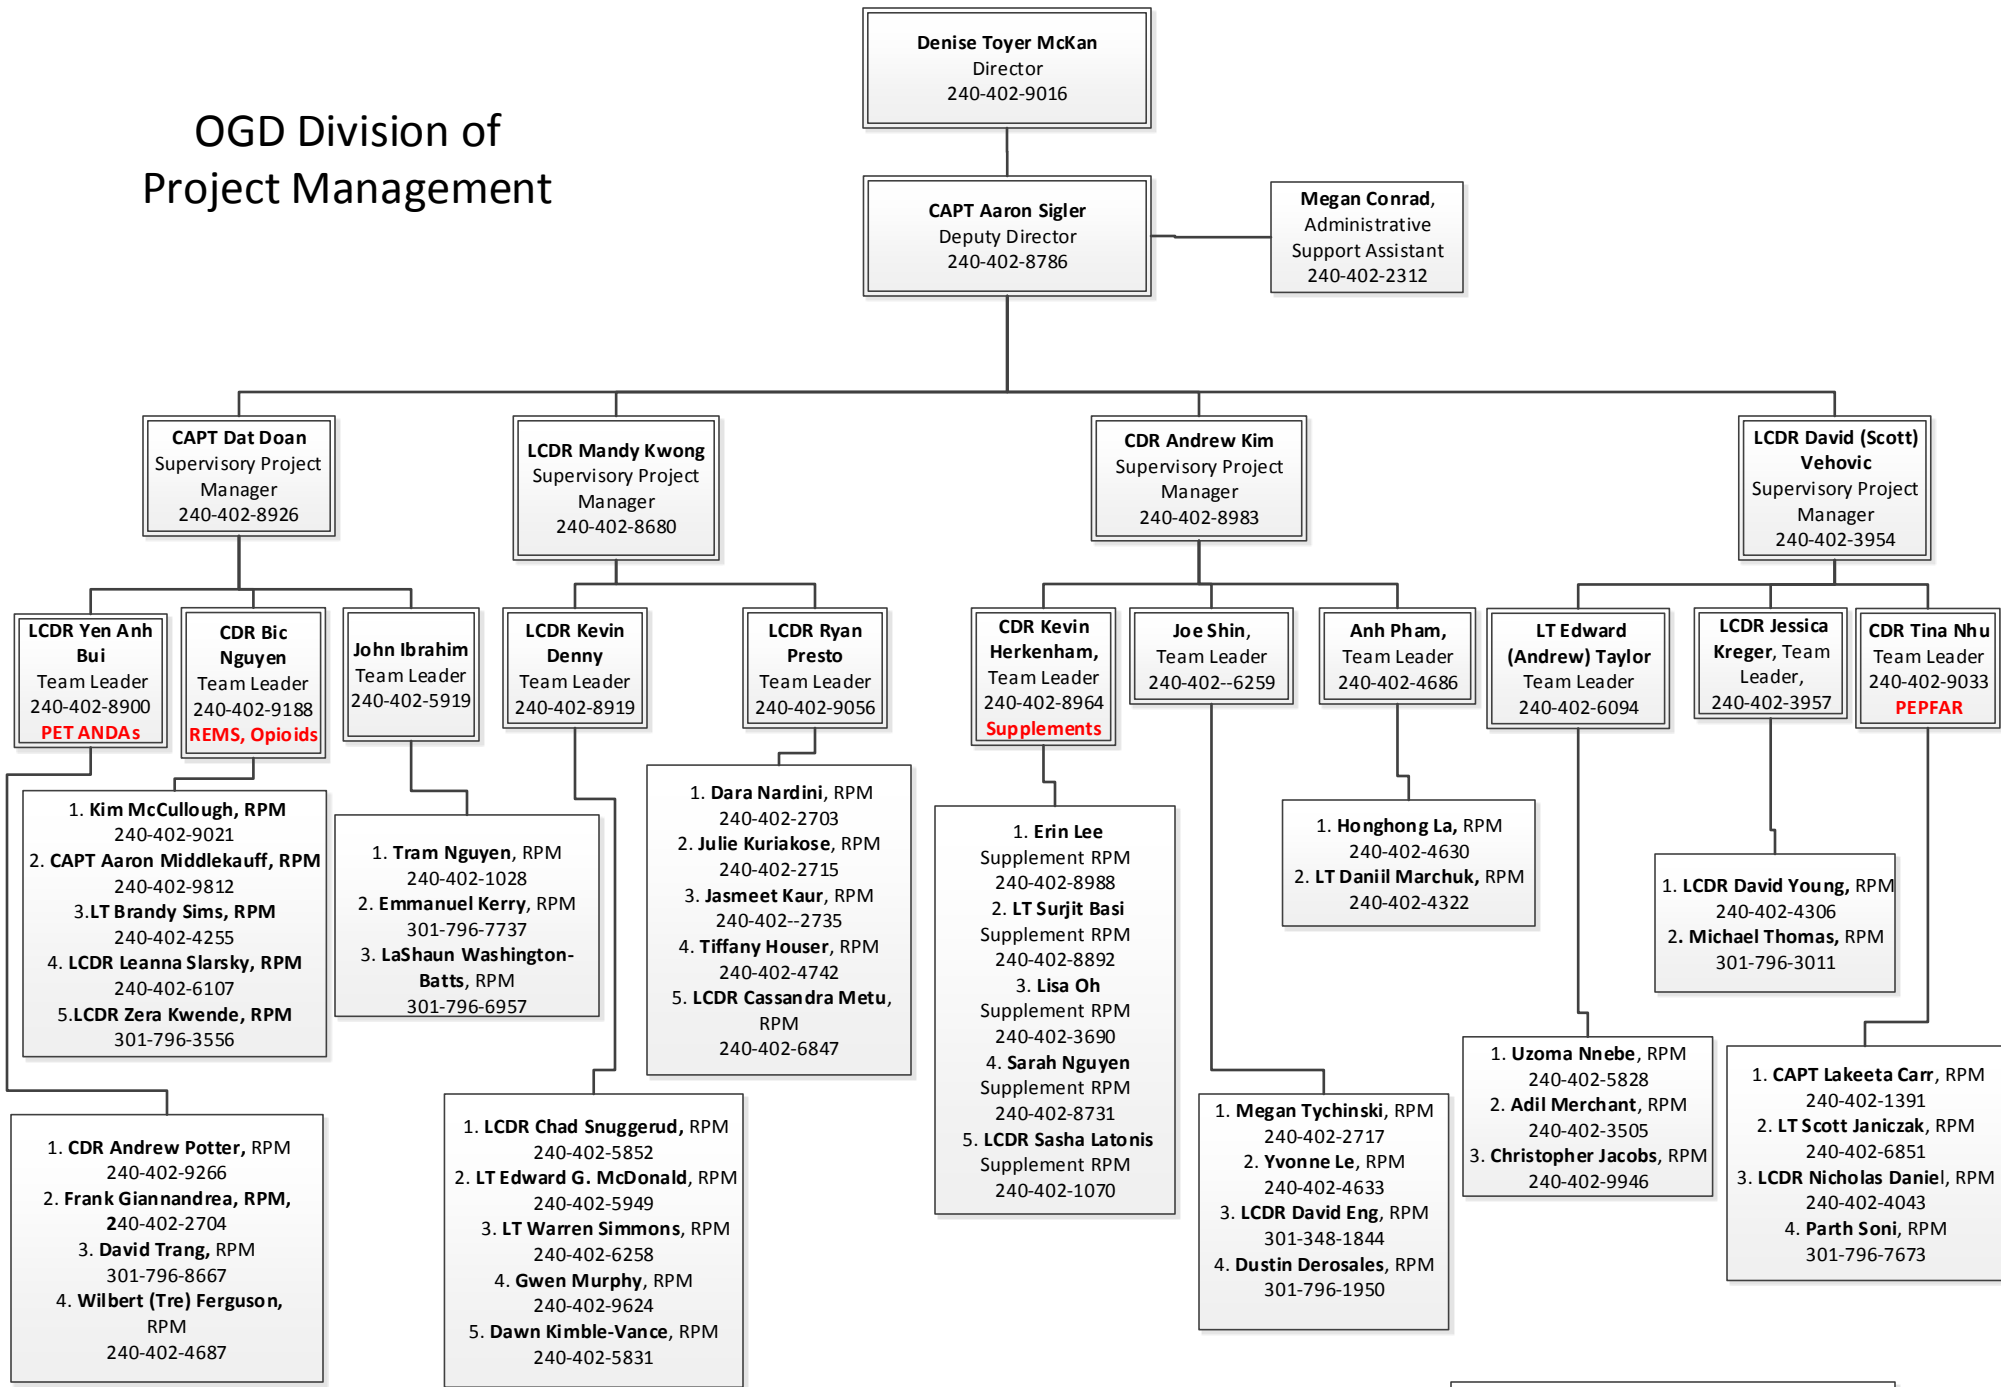 OGD Division of
Project Management
Denise Toyer McKan
Director
240-402-9016
CAPT Aaron Sigler
Deputy Director
240-402-8786
Megan Conrad,
Administrative
Support Assistant
240-402-2312
CAPT Dat Doan
Supervisory Project
Manager
240-402-8926
LCDR Mandy Kwong
Supervisory Project
Manager
240-402-8680
CDR Andrew Kim
Supervisory Project
Manager
240-402-8983
LCDR David (Scott)
Vehovic
Supervisory Project
Manager
240-402-3954
LCDR Yen Anh
Bui
Team Leader
240-402-8900
PET ANDAs
CDR Bic
Nguyen
Team Leader
240-402-9188
REMS, Opioids
John Ibrahim
Team Leader
240-402-5919
LCDR Kevin
Denny
Team Leader
240-402-8919
LCDR Ryan
Presto
Team Leader
240-402-9056
CDR Kevin
Herkenham,
Team Leader
240-402-8964
Supplements
Joe Shin,
Team Leader
240-402--6259
Anh Pham,
Team Leader
240-402-4686
LT Edward
(Andrew) Taylor
Team Leader
240-402-6094
LCDR Jessica
Kreger, Team
Leader,
240-402-3957
CDR Tina Nhu
Team Leader
240-402-9033
PEPFAR
1. Kim McCullough, RPM
240-402-9021
2. CAPT Aaron Middlekauff, RPM
240-402-9812
3.LT Brandy Sims, RPM
240-402-4255
4. LCDR Leanna Slarsky, RPM
240-402-6107
5.LCDR Zera Kwende, RPM
301-796-3556
1. Tram Nguyen, RPM
240-402-1028
2. Emmanuel Kerry, RPM
301-796-7737
3. LaShaun Washington-
Batts, RPM
301-796-6957
1. Dara Nardini, RPM
240-402-2703
2. Julie Kuriakose, RPM
240-402-2715
3. Jasmeet Kaur, RPM
240-402--2735
4. Tiffany Houser, RPM
240-402-4742
5. LCDR Cassandra Metu,
RPM
240-402-6847
1. Erin Lee
Supplement RPM
240-402-8988
2. LT Surjit Basi
Supplement RPM
240-402-8892
3. Lisa Oh
Supplement RPM
240-402-3690
4. Sarah Nguyen
Supplement RPM
240-402-8731
5. LCDR Sasha Latonis
Supplement RPM
240-402-1070
1. Honghong La, RPM
240-402-4630
2. LT Daniil Marchuk, RPM
240-402-4322
1. LCDR David Young, RPM
240-402-4306
2. Michael Thomas, RPM
301-796-3011
1. CDR Andrew Potter, RPM
240-402-9266
2. Frank Giannandrea, RPM,
240-402-2704
3. David Trang, RPM
301-796-8667
4. Wilbert (Tre) Ferguson,
RPM
240-402-4687
1. LCDR Chad Snuggerud, RPM
240-402-5852
2. LT Edward G. McDonald, RPM
240-402-5949
3. LT Warren Simmons, RPM
240-402-6258
4. Gwen Murphy, RPM
240-402-9624
5. Dawn Kimble-Vance, RPM
240-402-5831
1. Megan Tychinski, RPM
240-402-2717
2. Yvonne Le, RPM
240-402-4633
3. LCDR David Eng, RPM
301-348-1844
4. Dustin Derosales, RPM
301-796-1950
1. Uzoma Nnebe, RPM
240-402-5828
2. Adil Merchant, RPM
240-402-3505
3. Christopher Jacobs, RPM
240-402-9946
1. CAPT Lakeeta Carr, RPM
240-402-1391
2. LT Scott Janiczak, RPM
240-402-6851
3. LCDR Nicholas Daniel, RPM
240-402-4043
4. Parth Soni, RPM
301-796-7673